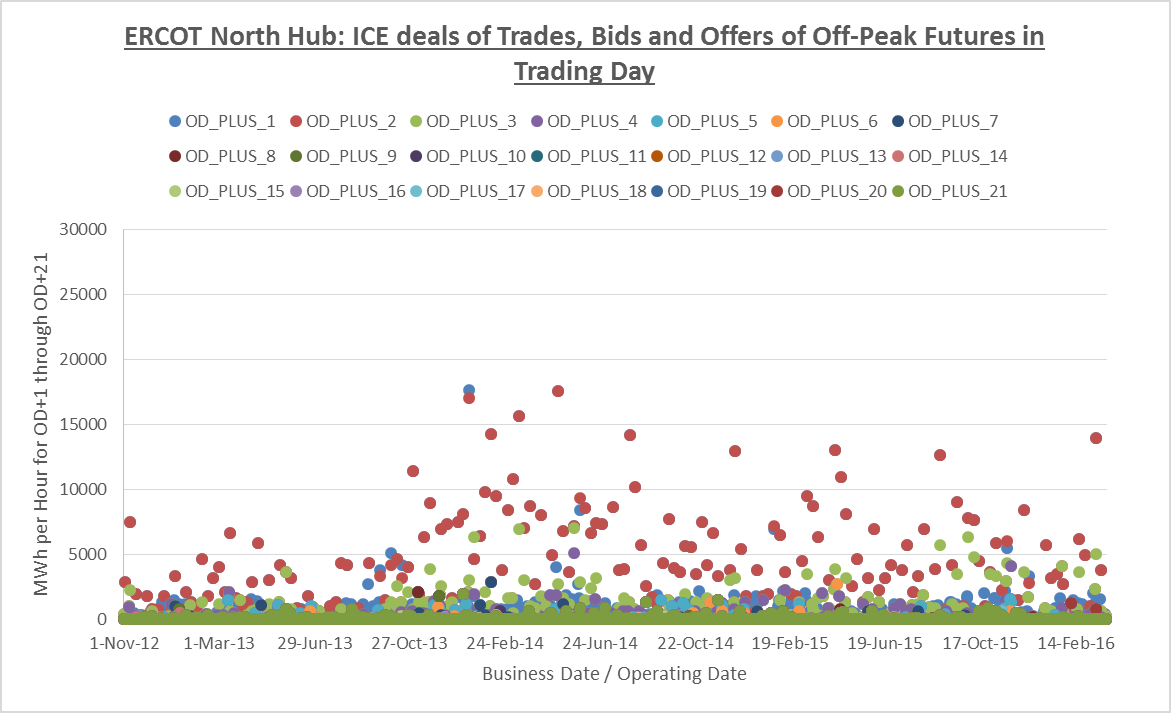 ERCOT North Hub: ICE deals of Trades, Bids and Offers of Off-Peak Futures in
Trading Day
OD_PLUS_1 OD_PLUS_2 OD_PLUS_3 OD_PLUS_4 OD_PLUS_5 OD_PLUS_6 OD_PLUS_7
OD_PLUS_8 OD_PLUS_9 OD_PLUS_10 OD_PLUS_11 OD_PLUS_12 OD_PLUS_13 OD_PLUS_14
OD_PLUS_15 OD_PLUS_16 OD_PLUS_17 OD_PLUS_18 OD_PLUS_19 OD_PLUS_20 OD_PLUS_21
MWh per Hour for OD+1 through OD+21
30000
25000
20000
15000
10000
5000
0
1-Nov-12 1-Mar-13 29-Jun-13 27-Oct-13 24-Feb-14 24-Jun-14 22-Oct-14 19-Feb-15 19-Jun-15 17-Oct-15 14-Feb-16
Business Date / Operating Date